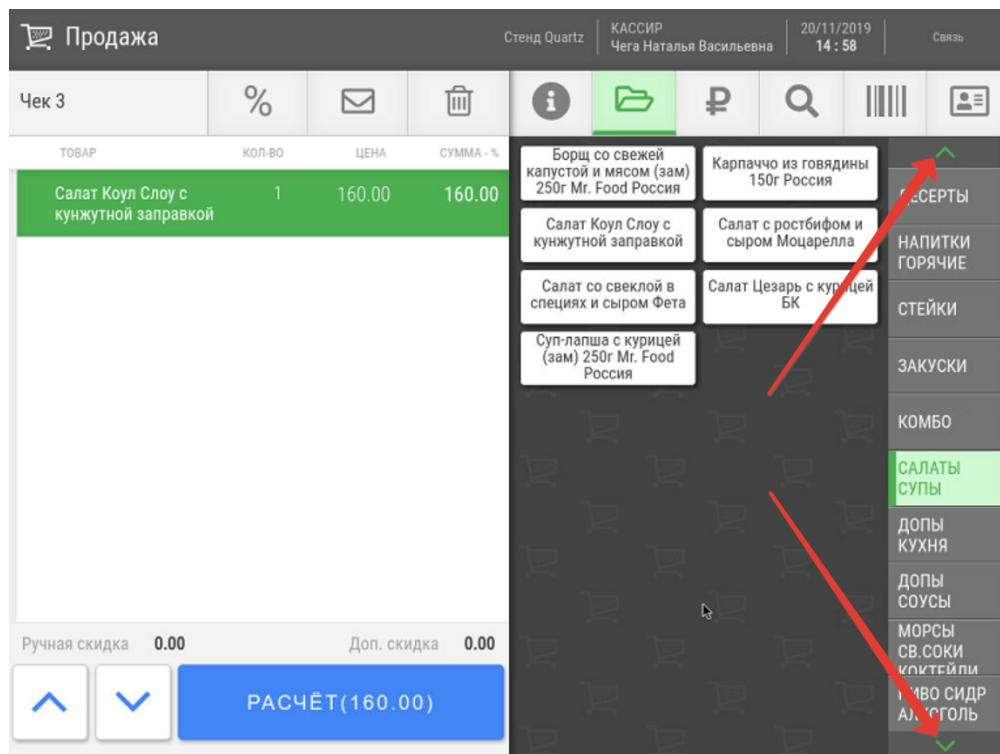 Продажа
Стенд Quartz
КАССИР
Чега Наталья Васильевна
20/11/2019
14 : 58
Связь
Чек 3
%
ТОВАР
КОЛ-ВО
ЦЕНА
СУММА - %
Салат Коул Слоу с
кунжутной заправкой
1
160.00
160.00
Борщ со свежей
капустой и мясом (зам)
250г Mr. Food Россия
Карпаччо из говядины
150г Россия
Салат Коул Слоу с
кунжутной заправкой
Салат с ростбифом и
сыром Моцарелла
Салат со свеклой в
специях и сыром Фета
Салат Цезарь с курицей
БК
Суп-лапша с курицей
(зам) 250г Mr. Food
Россия
ДЕСЕРТЫ
НАПИТКИ
ГОРЯЧИЕ
СТЕЙКИ
ЗАКУСКИ
КОМБО
САЛАТЫ
СУПЫ
ДОПЫ
КУХНЯ
ДОПЫ
СОУСЫ
МОРСЫ
СВ.СОКИ
КОКТЕЙЛИ
ПИВО СИДР
АЛКОГОЛЬ
Ручная скидка 0.00
Доп. скидка 0.00
РАСЧЁТ(160.00)